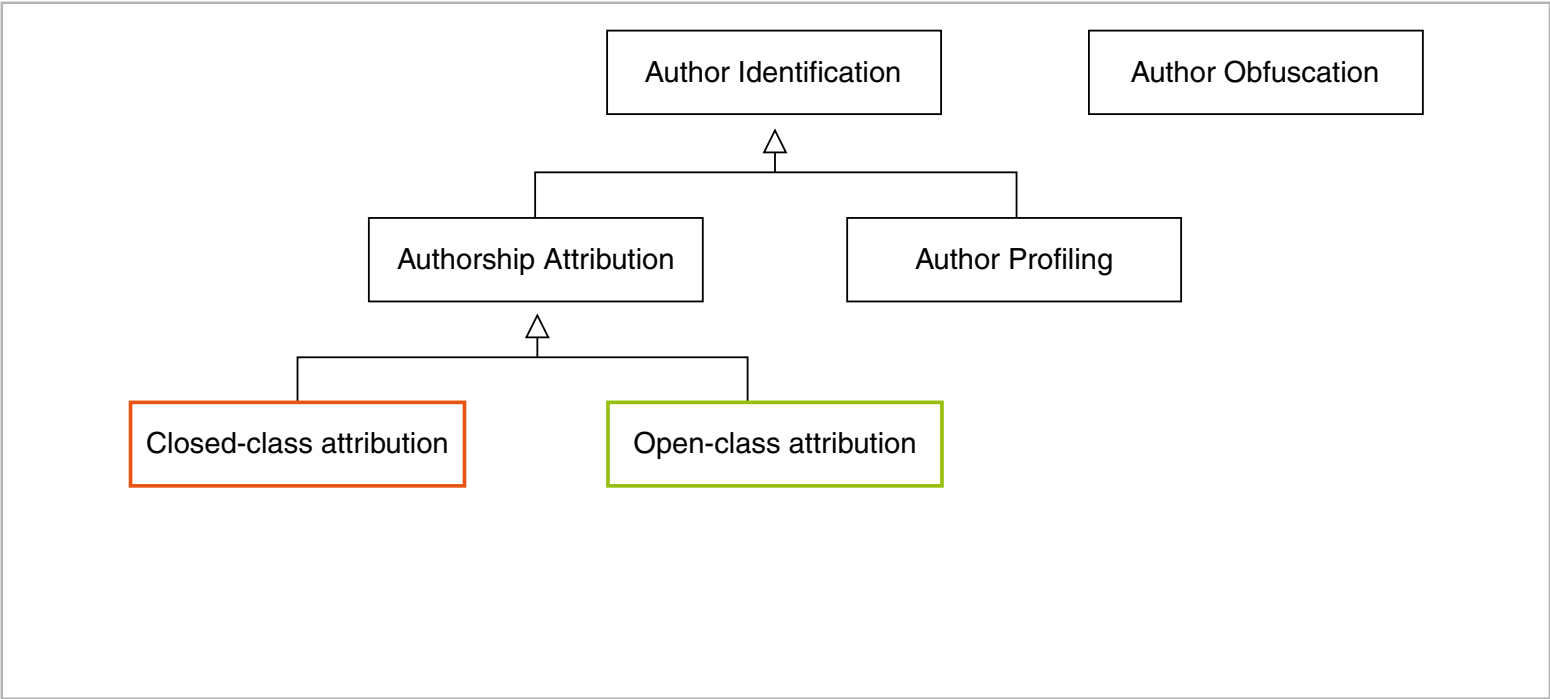 Author Identification
Author Obfuscation
Authorship Attribution
Author Profiling
Closed-class attribution
Open-class attribution